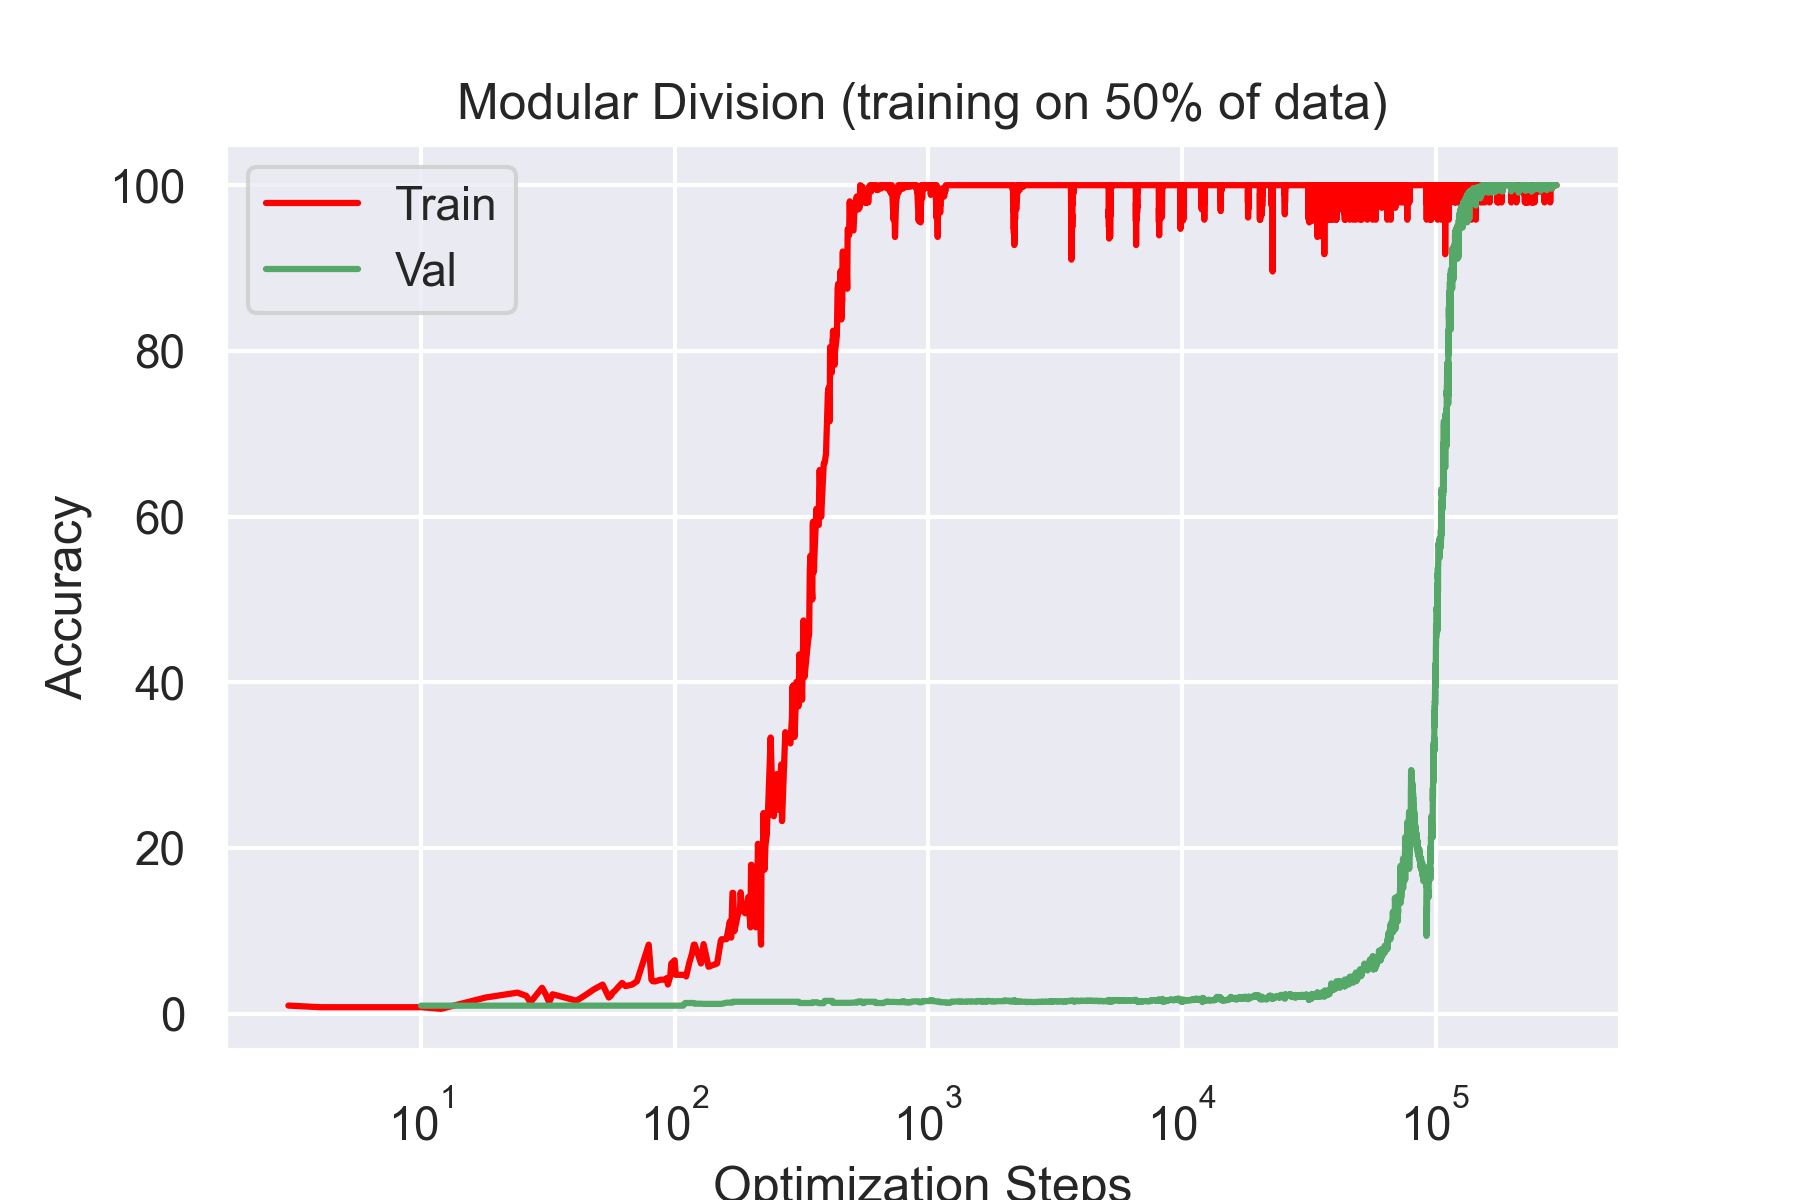 Modular Division (training on 50% of data)
Train
Val
100
80
60
40
20
0
Accuracy
10^1 10^2 10^3 10^4 10^5
Optimization Steps